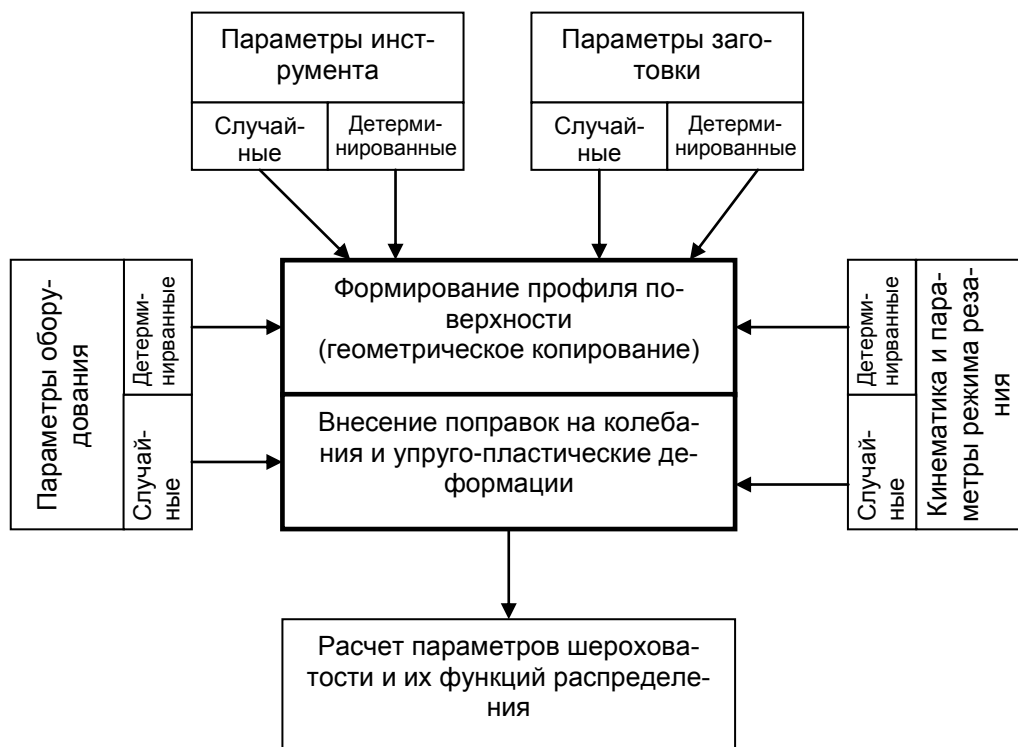 Параметры инст-
румента
Случай-
ные
Детерми-
нированные
Параметры заго-
товки
Случай-
ные
Детерми-
нированные
Параметры обору-
дования
Детерми-
нирванные
Случай-
ные
Формирование профиля по-
верхности
(геометрическое копирование)
Внесение поправок на колеба-
ния и упруго-пластические де-
формации
Детерми-
нирванные
Случай-
ные
Кинематика и пара-
метры режима реза-
ния
Расчет параметров шерохова-
тости и их функций распределе-
ния